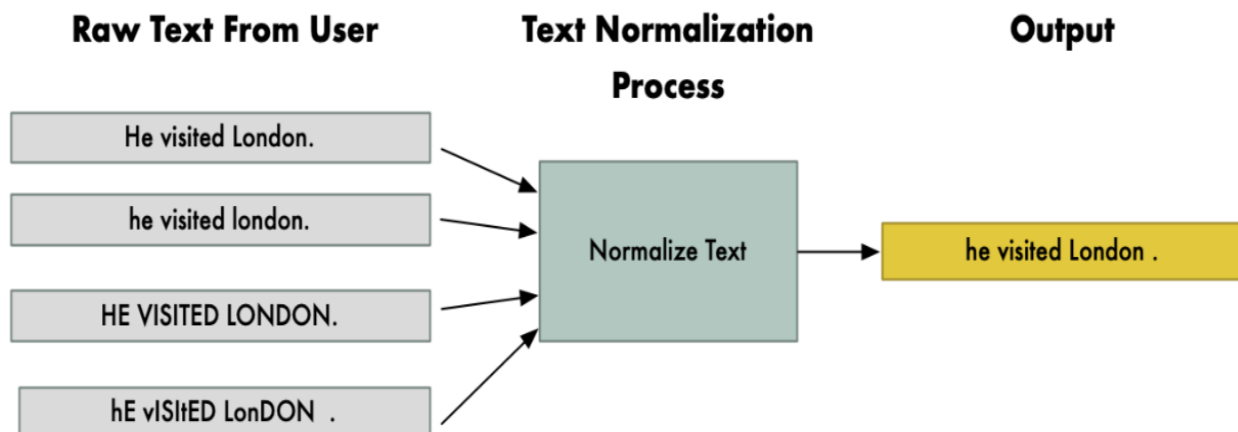 Raw Text From User
Text Normalization
Process
Output
He visited London.
he visited london.
HE VISITED LONDON.
hE vISItED LonDON  .
Normalize Text
he visited London .